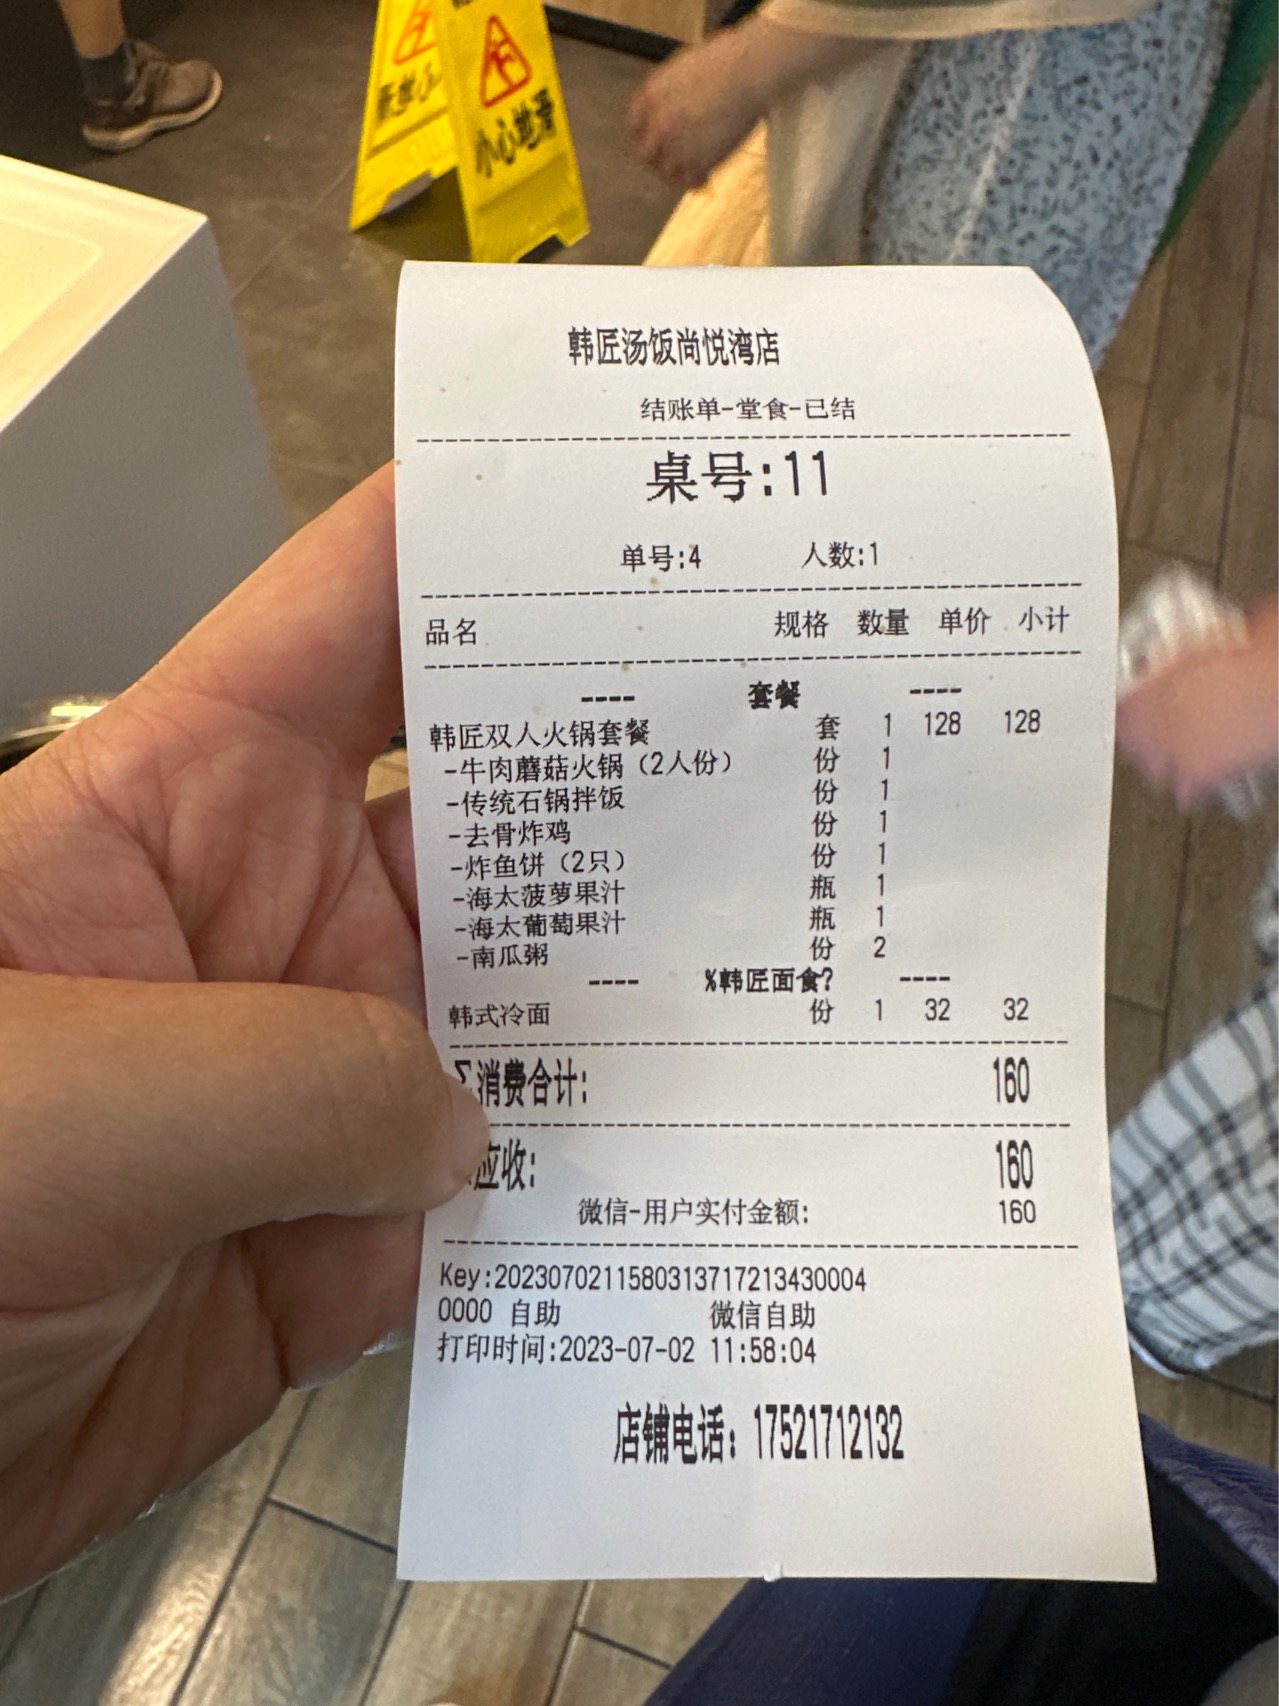 小心地滑
韩匠汤饭尚悦湾店
结账单-堂食-已结
桌号:11
单号:4 人数:1
品名 规格 数量 单价 小计
---- 套餐 ----
韩匠双人火锅套餐 套 1 128 128
-牛肉蘑菇火锅（2人份） 份 1
-传统石锅拌饭 份 1
-去骨炸鸡 份 1
-炸鱼饼（2只） 份 1
-海太菠萝果汁 瓶 1
-海太葡萄果汁 瓶 1
-南瓜粥 份 2
---- %韩匠面食? ----
韩式冷面 份 1 32 32
Σ消费合计: 160
应收: 160
微信-用户实付金额: 160
Key:2023070211580313717213430004
0000 自助 微信自助
打印时间:2023-07-02 11:58:04
店铺电话：17521712132